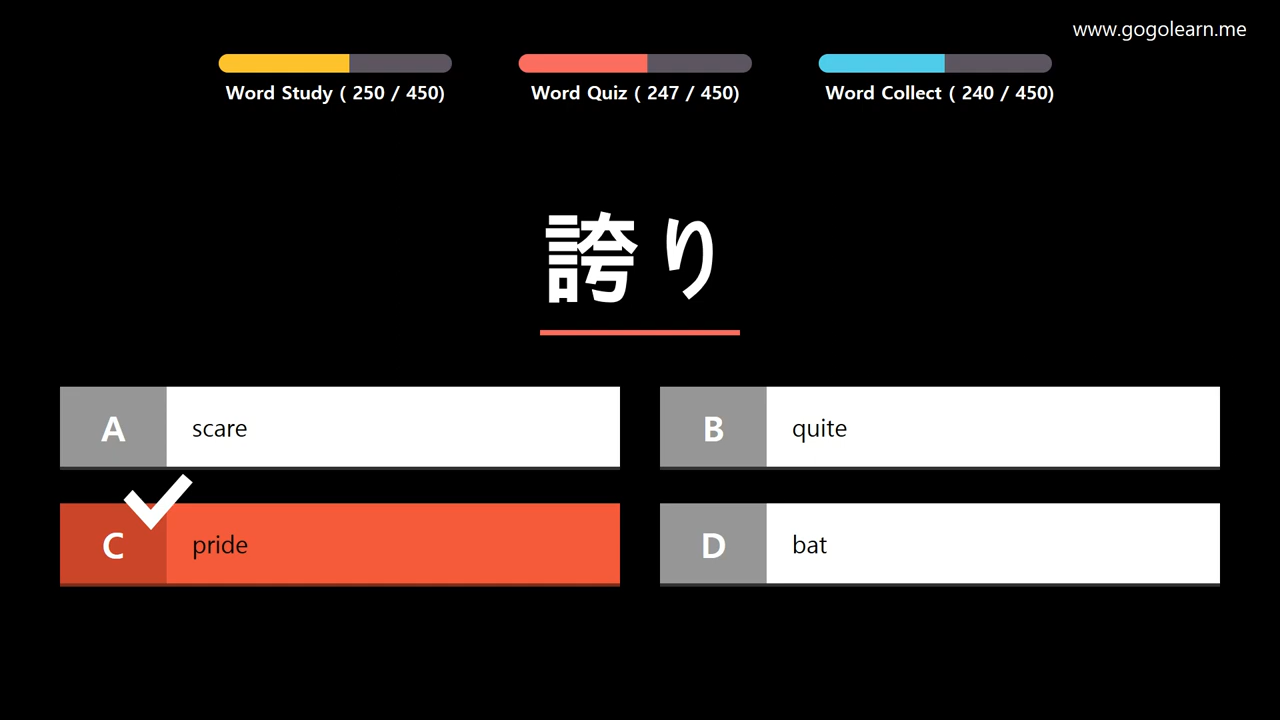 www.gogolearn.me
Word Study ( 250 / 450)
Word Quiz ( 247 / 450)
Word Collect ( 240 / 450)
誇り
A scare
B quite
C pride
D bat